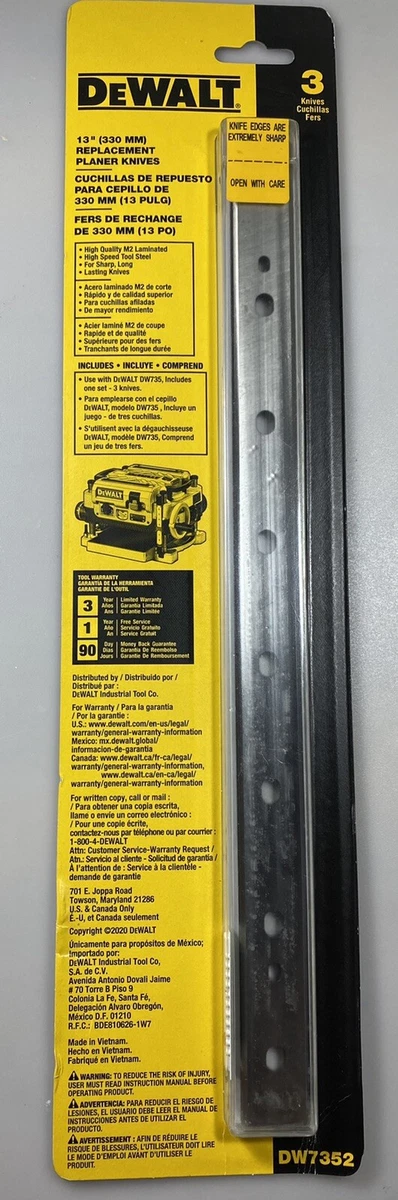 DEWALT
3
Knives
Cuchillas
Fers
13" (330 MM)
REPLACEMENT
PLANER KNIVES
CUCHILLAS DE REPUESTO
PARA CEPILLO DE
330 MM (13 PULG)
FERS DE RECHANGE
DE 330 MM (13 PO)
KNIFE EDGES ARE
EXTREMELY SHARP
OPEN WITH CARE
• High Quality M2 Laminated
• High Speed Tool Steel
• For Sharp, Long
• Lasting Knives
• Acero laminado M2 de corte
• Rápido y de calidad superior
• Para cuchillas afiladas
• De mayor rendimiento
• Acier laminé M2 de coupe
• Rapide et de qualité
• Supérieure pour des fers
• Tranchants de longue durée
INCLUDES • INCLUYE • COMPREND
• Use with DEWALT DW735, Includes
one set - 3 knives.
• Para emplearse con el cepillo
DEWALT, modelo DW735 , Incluye un
juego - de tres cuchillas.
• S'utilisent avec la dégauchisseuse
DEWALT, modèle DW735, Comprend
un jeu de tres fers.
DEWALT
TOOL WARRANTY
GARANTÍA DE LA HERRAMIENTA
GARANTIE DE L'OUTIL
3 Year Limited Warranty
Años Garantía Limitada
Ans Garantie Limitée
1 Year Free Service
Año Servicio Gratuito
An Service Gratuit
90 Day Money Back Guarantee
Días Garantía de Reembolso
Jours Garantie de Remboursement
Distributed by / Distribuido por /
Distribué par :
DEWALT Industrial Tool Co.
For Warranty / Para la garantía
/ Por la garantie :
U.S.: www.dewalt.com/en-us/legal/
warranty/general-warranty-information
Mexico: mx.dewalt.global/
informacion-de-garantia
Canada: www.dewalt.ca/fr-ca/legal/
warranty/general-warranty-information,
www.dewalt.ca/en-ca/legal/
warranty/general-warranty-information
For written copy, call or mail :
/ Para obtener una copia escrita,
llame o envíe un correo electrónico :
/ Pour une copie écrite,
contactez-nous par téléphone ou par courrier :
1-800-4-DEWALT
Attn: Customer Service-Warranty Request /
Atn.: Servicio al cliente - Solicitud de garantía /
À l'attention de : Service à la clientèle -
demande de garantie
701 E. Joppa Road
Towson, Maryland 21286
U.S. & Canada Only
É.-U, et Canada seulement
Copyright ©2020 DEWALT
Únicamente para propósitos de México;
Importado por:
DEWALT Industrial Tool Co,
S.A. de C.V.
Avenida Antonio Dovali Jaime
# 70 Torre B Piso 9
Colonia La Fe, Santa Fé,
Delegación Alvaro Obregón,
México D.F. 01210
R.F.C.: BDE810626-1W7
Made in Vietnam.
Hecho en Vietnam.
Fabriqué en Vietnam.
WARNING: TO REDUCE THE RISK OF INJURY,
USER MUST READ INSTRUCTION MANUAL BEFORE
OPERATING PRODUCT.
ADVERTENCIA: PARA REDUCIR EL RIESGO DE
LESIONES, EL USUARIO DEBE LEER EL MANUAL DE
INSTRUCCIONES ANTES DE UTILIZAR EL
PRODUCTO.
AVERTISSEMENT : AFIN DE RÉDUIRE LE
RISQUE DE BLESSURES, L'UTILISATEUR DOIT LIRE
LE MODE D'EMPLOI AVANT D'UTILISER LE
PRODUIT.
DW7352